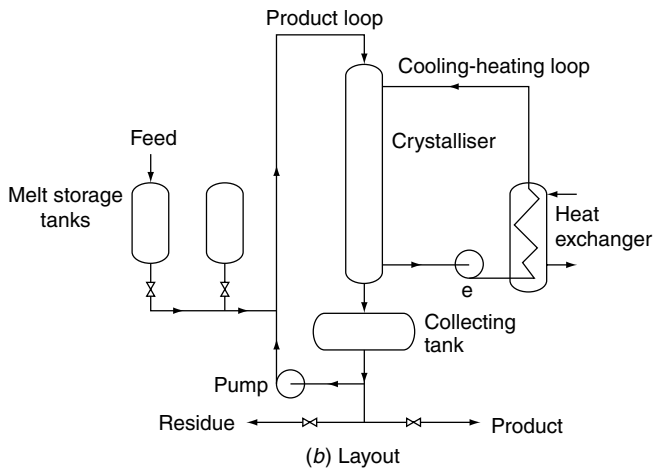 Product loop
Cooling-heating loop
Feed
Crystalliser
Melt storage
tanks
Heat
exchanger
e
Collecting
tank
Pump
Residue
Product
(b) Layout